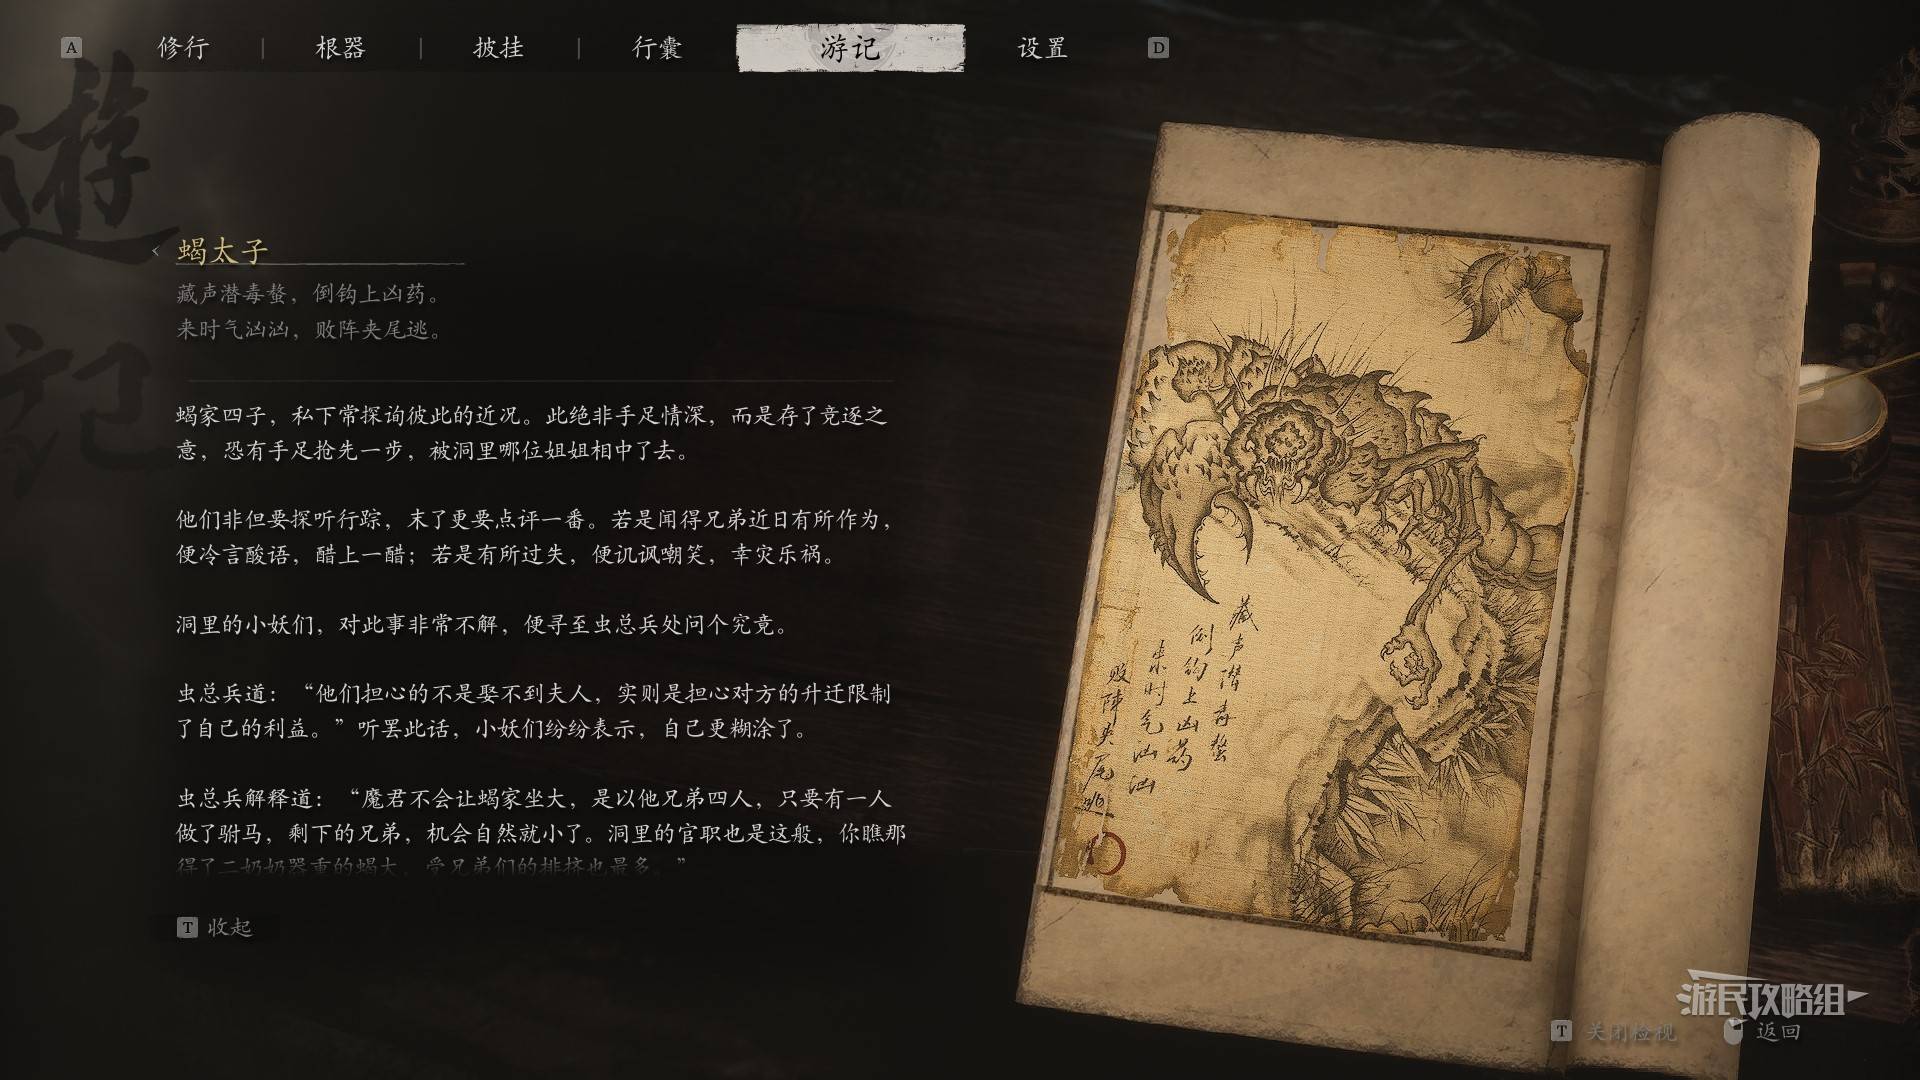 A 修行 | 根器 | 披挂 | 行囊 | 游记 设置 D
遊記
蝎太子
藏声潜毒螯，倒钩上凶药。
来时气汹汹，败阵夹尾逃。
蝎家四子，私下常探询彼此的近况。此绝非手足情深，而是存了竞逐之
意，恐有手足抢先一步，被洞里哪位姐姐相中了去。
他们非但要探听行踪，末了更要点评一番。若是闻得兄弟近日有所作为，
便冷言酸语，醋上一醋；若是有所过失，便讥讽嘲笑，幸灾乐祸。
洞里的小妖们，对此事非常不解，便寻至虫总兵处问个究竟。
虫总兵道：“他们担心的不是娶不到夫人，实则是担心对方的升迁限制
了自己的利益。”听罢此话，小妖们纷纷表示，自己更糊涂了。
虫总兵解释道：“魔君不会让蝎家坐大，是以他兄弟四人，只要有一人
做了驸马，剩下的兄弟，机会自然就小了。洞里的官职也是这般，你瞧那
得了二奶奶器重的蝎大，受兄弟们的排挤也最多。”
T 收起
藏声潜毒螯
倒钩上凶药
来时气汹汹
败阵夹尾逃
游民攻略组
T 关闭检视 返回